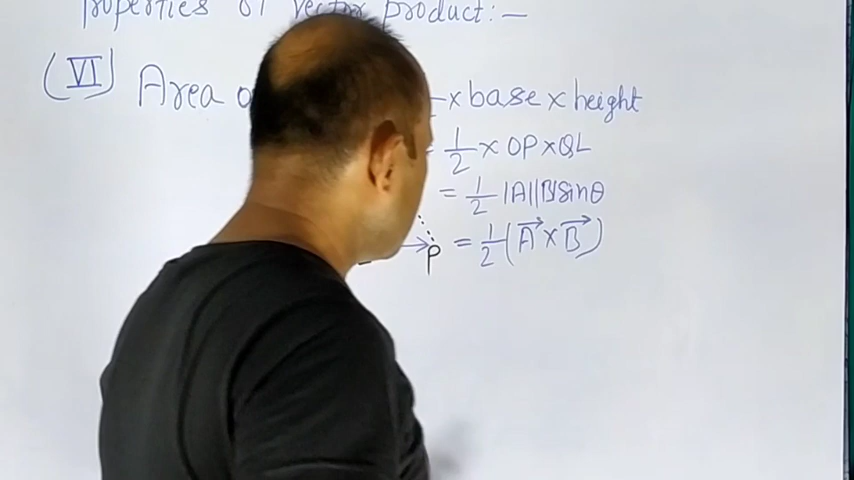 properties of vector product:—
(VI) Area
x base x height
1/2 x OP x QL
= 1/2 |A||B|sinθ
P = 1/2 (A⃗ x B⃗)